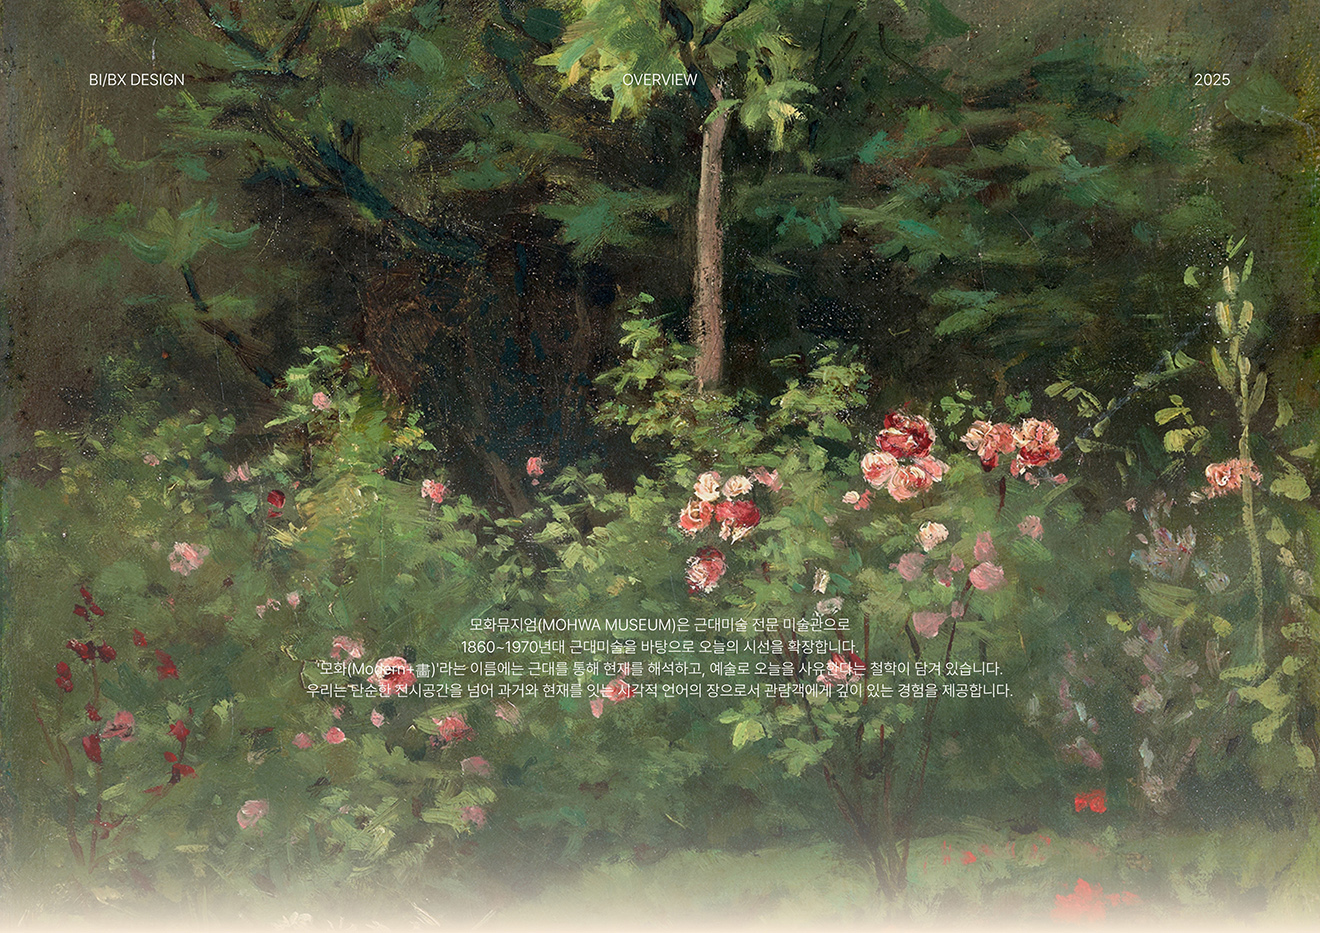 BI/BX DESIGN
OVERVIEW
2025
모화뮤지엄(MOHWA MUSEUM)은 근대미술 전문 미술관으로
1860~1970년대 근대미술을 바탕으로 오늘의 시선을 확장합니다.
'모화(Modern+畵)'라는 이름에는 근대를 통해 현재를 해석하고, 예술로 오늘을 사유한다는 철학이 담겨 있습니다.
우리는 단순한 전시공간을 넘어 과거와 현재를 잇는 시각적 언어의 장으로서 관람객에게 깊이 있는 경험을 제공합니다.